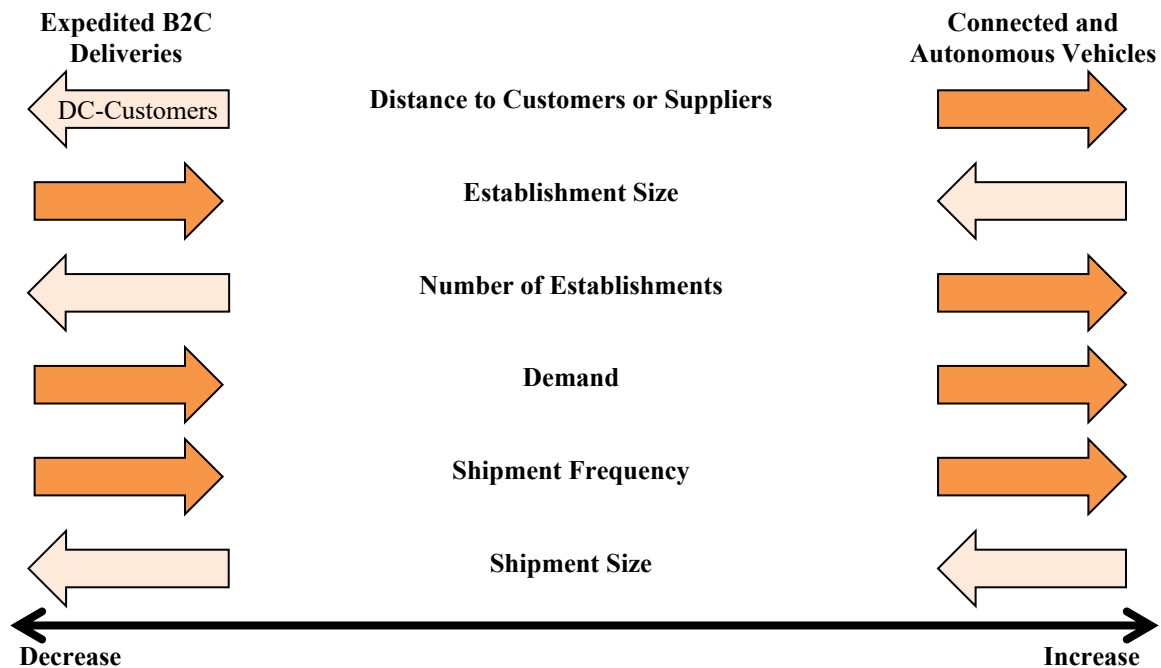 Expedited B2C
Deliveries
Connected and
Autonomous Vehicles
DC-Customers
Distance to Customers or Suppliers
Establishment Size
Number of Establishments
Demand
Shipment Frequency
Shipment Size
Decrease
Increase